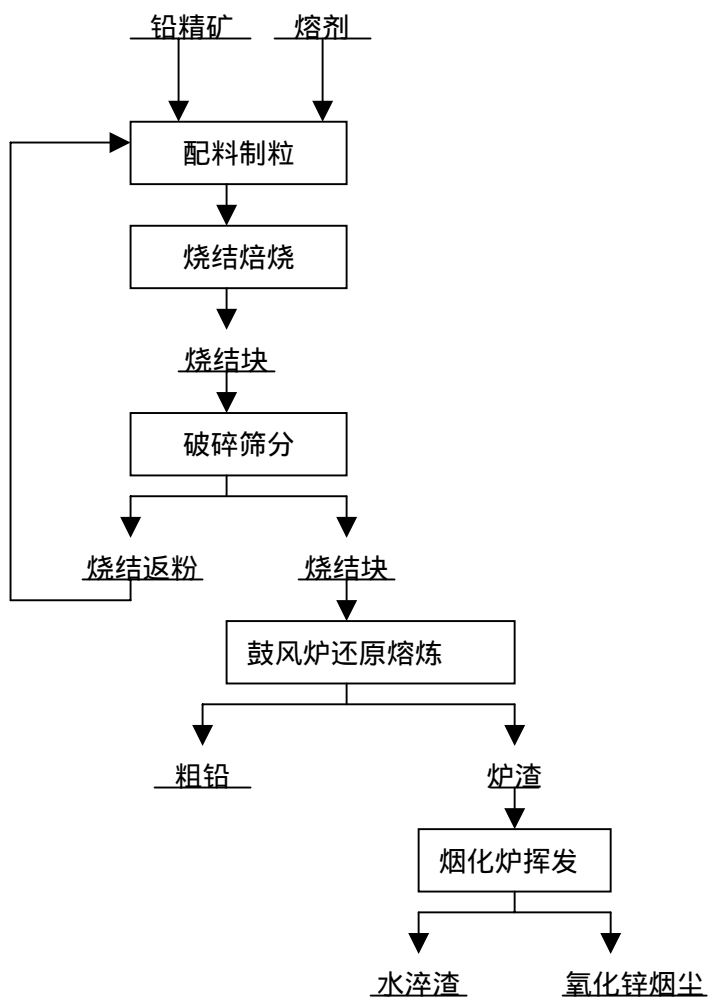 铅精矿 熔剂
配料制粒
烧结焙烧
烧结块
破碎筛分
烧结返粉 烧结块
鼓风炉还原熔炼
粗铅 炉渣
烟化炉挥发
水淬渣 氧化锌烟尘